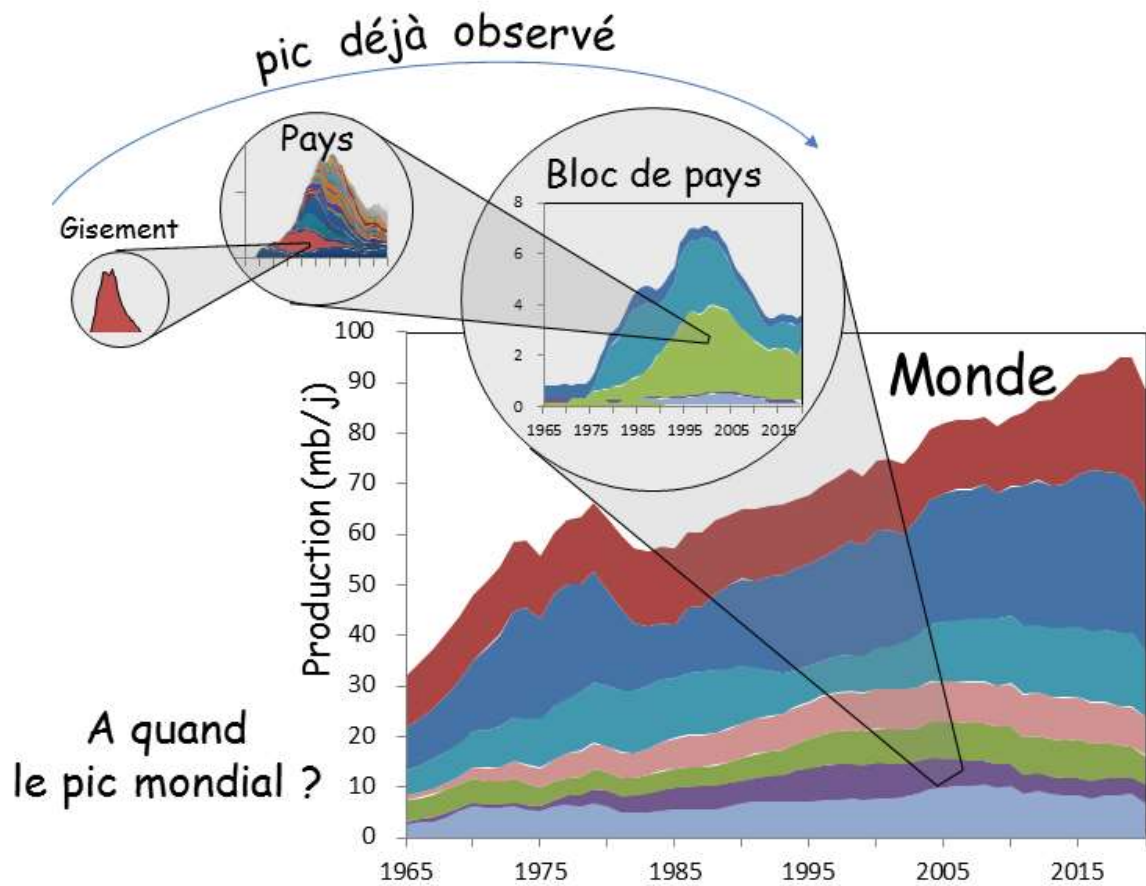 pic déjà observé
Pays
Bloc de pays
Gisement
8
6
4
2
0
1965 1975 1985 1995 2005 2015
Monde
Production (mb/j)
100
90
80
70
60
50
40
30
20
10
0
1965 1975 1985 1995 2005 2015
A quand
le pic mondial ?